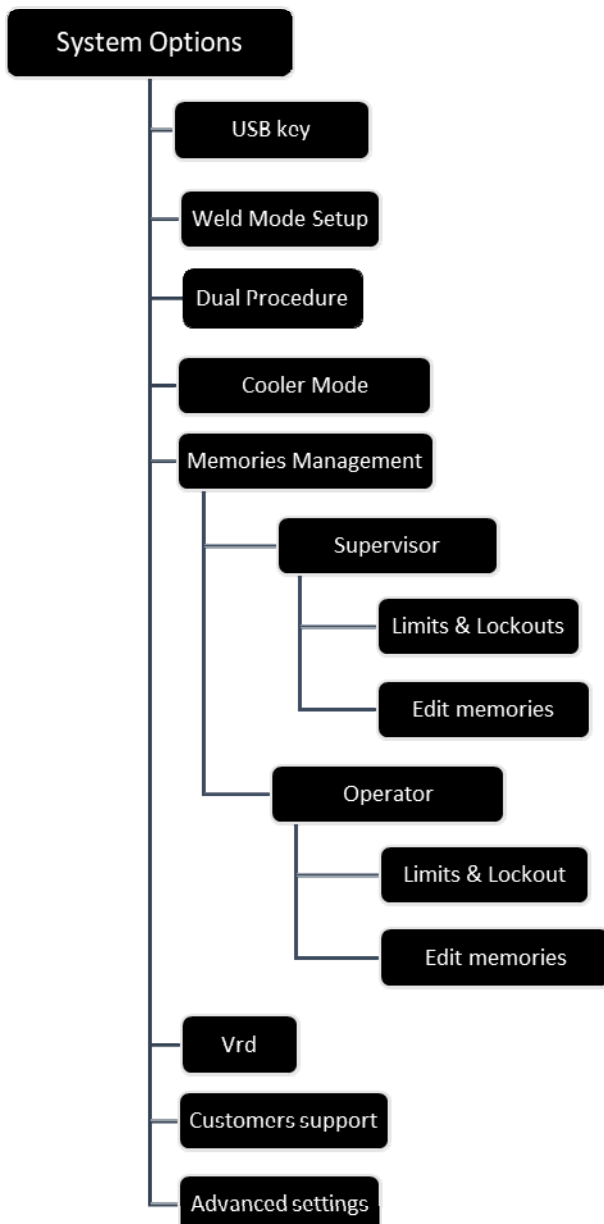 System Options
USB key
Weld Mode Setup
Dual Procedure
Cooler Mode
Memories Management
Supervisor
Limits & Lockouts
Edit memories
Operator
Limits & Lockout
Edit memories
Vrd
Customers support
Advanced settings